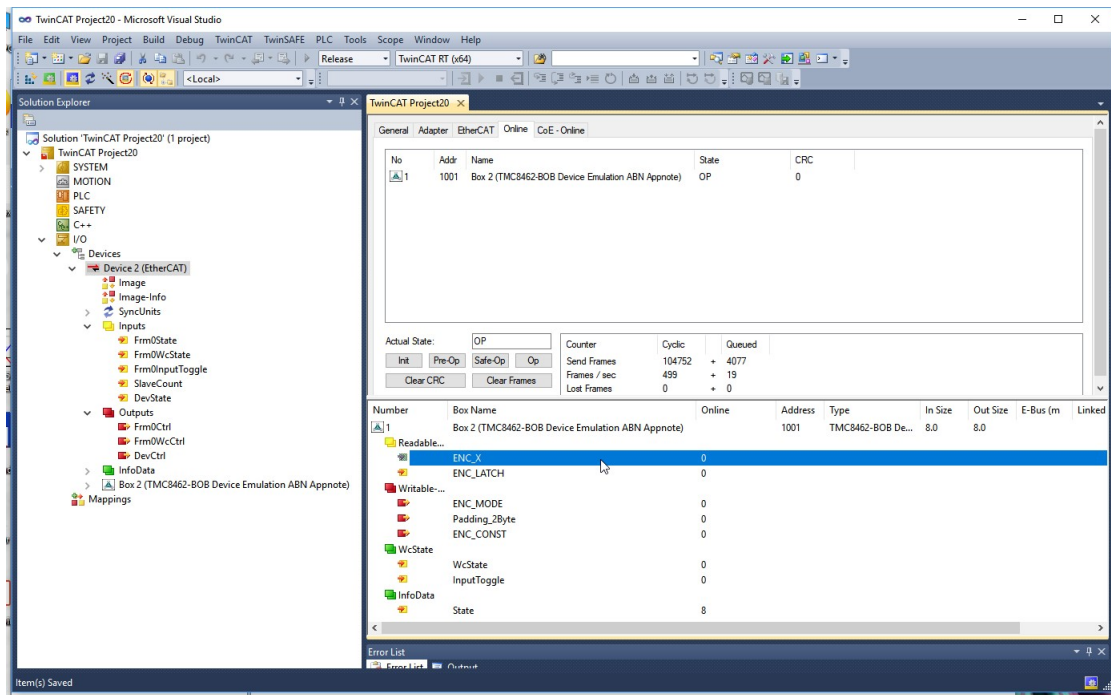 TwinCAT Project20 - Microsoft Visual Studio
File Edit View Project Build Debug TwinCAT TwinSAFE PLC Tools Scope Window Help
Release TwinCAT RT (x64)
<Local>
Solution Explorer
Solution 'TwinCAT Project20' (1 project)
TwinCAT Project20
SYSTEM
MOTION
PLC
SAFETY
C++
I/O
Devices
Device 2 (EtherCAT)
Image
Image-Info
SyncUnits
Inputs
Frm0State
Frm0WcState
Frm0InputToggle
SlaveCount
DevState
Outputs
Frm0Ctrl
Frm0WcCtrl
DevCtrl
InfoData
Box 2 (TMC8462-BOB Device Emulation ABN Appnote)
Mappings
TwinCAT Project20
General Adapter EtherCAT Online CoE - Online
No Addr Name State CRC
1 1001 Box 2 (TMC8462-BOB Device Emulation ABN Appnote) OP 0
Actual State: OP
Init Pre-Op Safe-Op Op
Clear CRC Clear Frames
Counter Cyclic Queued
Send Frames 104752 + 4077
Frames / sec 499 + 19
Lost Frames 0 + 0
Number Box Name Online Address Type In Size Out Size E-Bus (m Linked
1 Box 2 (TMC8462-BOB Device Emulation ABN Appnote) 1001 TMC8462-BOB De... 8.0 8.0
Readable...
ENC_X 0
ENC_LATCH 0
Writable-...
ENC_MODE 0
Padding_2Byte 0
ENC_CONST 0
WcState
WcState 0
InputToggle 0
InfoData
State 8
Error List
Error List Output
Item(s) Saved